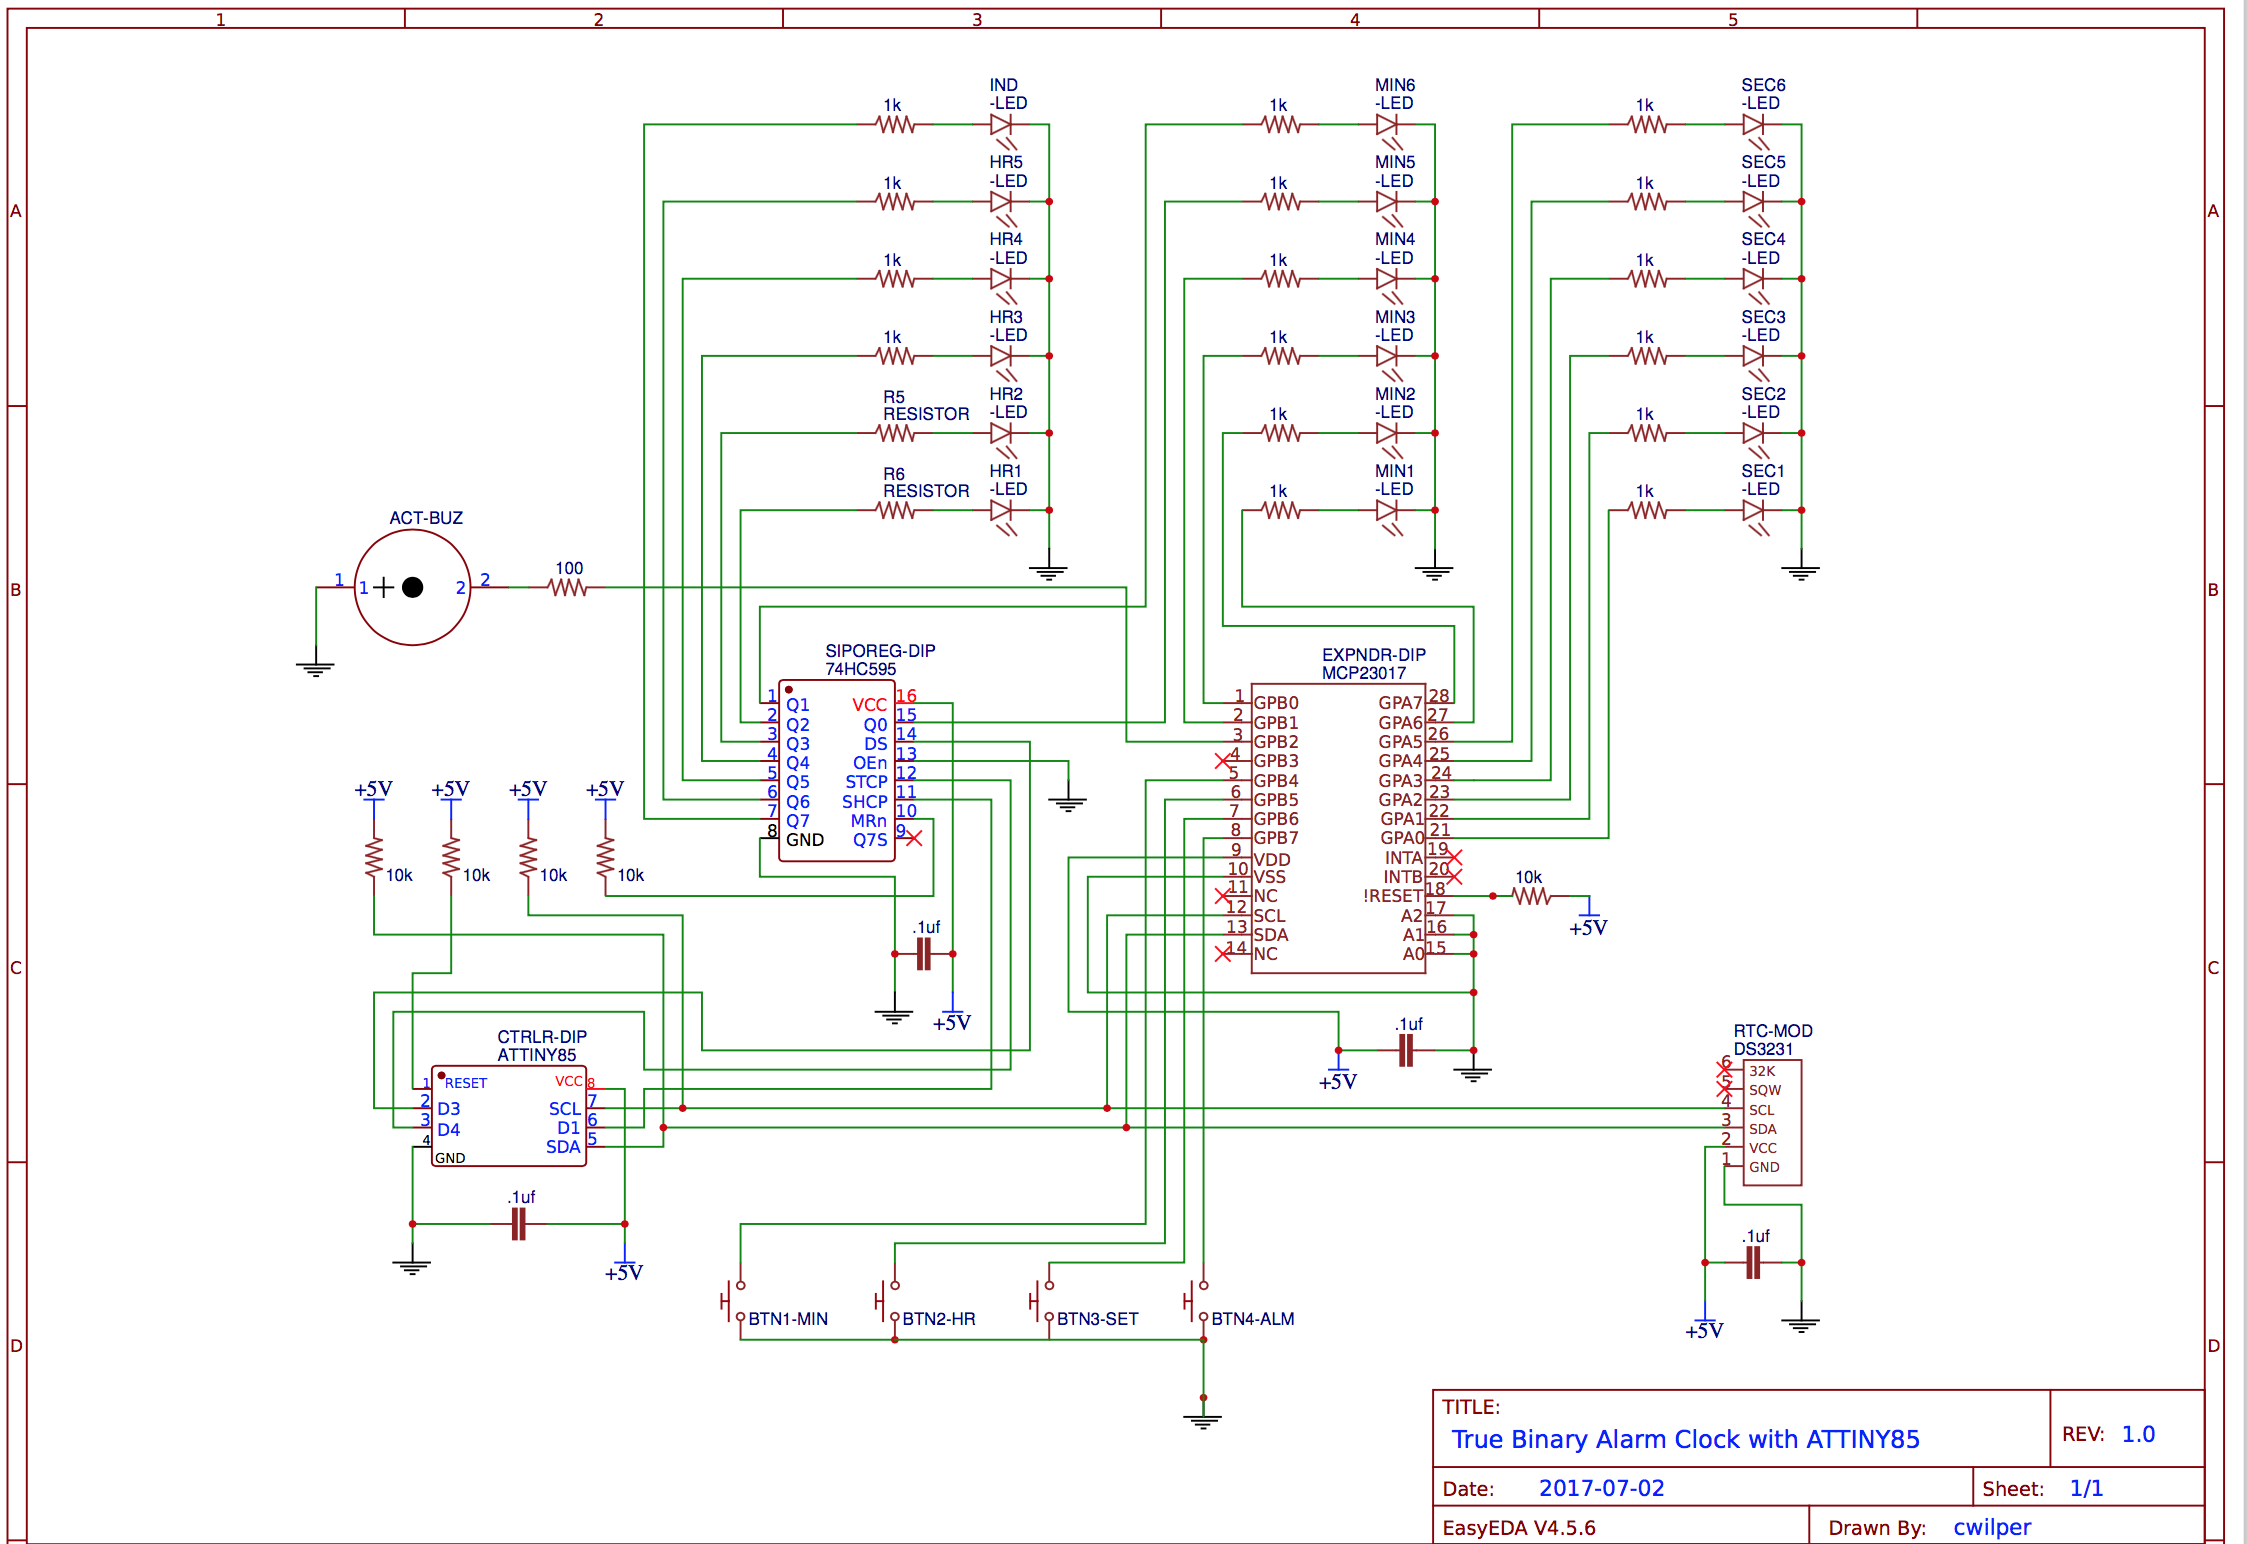 1 2 3 4 5
A A
B B
C C
D D
IND
-LED
1k
HR5
-LED
1k
HR4
-LED
1k
HR3
-LED
1k
HR2
-LED
R5
RESISTOR
HR1
-LED
R6
RESISTOR
MIN6
-LED
1k
MIN5
-LED
1k
MIN4
-LED
1k
MIN3
-LED
1k
MIN2
-LED
1k
MIN1
-LED
1k
SEC6
-LED
1k
SEC5
-LED
1k
SEC4
-LED
1k
SEC3
-LED
1k
SEC2
-LED
1k
SEC1
-LED
1k
ACT-BUZ
1 1 + 2 2
100
SIPOREG-DIP
74HC595
1 Q1 VCC 16
2 Q2 Q0 15
3 Q3 DS 14
4 Q4 OEn 13
5 Q5 STCP 12
6 Q6 SHCP 11
7 Q7 MRn 10
8 GND Q7S 9
.1uf
+5V
EXPNDR-DIP
MCP23017
1 GPB0 GPA7 28
2 GPB1 GPA6 27
3 GPB2 GPA5 26
4 GPB3 GPA4 25
5 GPB4 GPA3 24
6 GPB5 GPA2 23
7 GPB6 GPA1 22
8 GPB7 GPA0 21
9 VDD INTA 19
10 VSS INTB 20
11 NC !RESET 18
12 SCL A2 17
13 SDA A1 16
14 NC A0 15
10k
+5V
.1uf
+5V
+5V +5V +5V +5V
10k 10k 10k 10k
CTRLR-DIP
ATTINY85
1 RESET VCC 8
2 D3 SCL 7
3 D4 D1 6
4 GND SDA 5
.1uf
+5V
RTC-MOD
DS3231
6 32K
5 SQW
4 SCL
3 SDA
2 VCC
1 GND
.1uf
+5V
BTN1-MIN BTN2-HR BTN3-SET BTN4-ALM
TITLE:
True Binary Alarm Clock with ATTINY85
REV: 1.0
Date: 2017-07-02
Sheet: 1/1
EasyEDA V4.5.6
Drawn By: cwilper